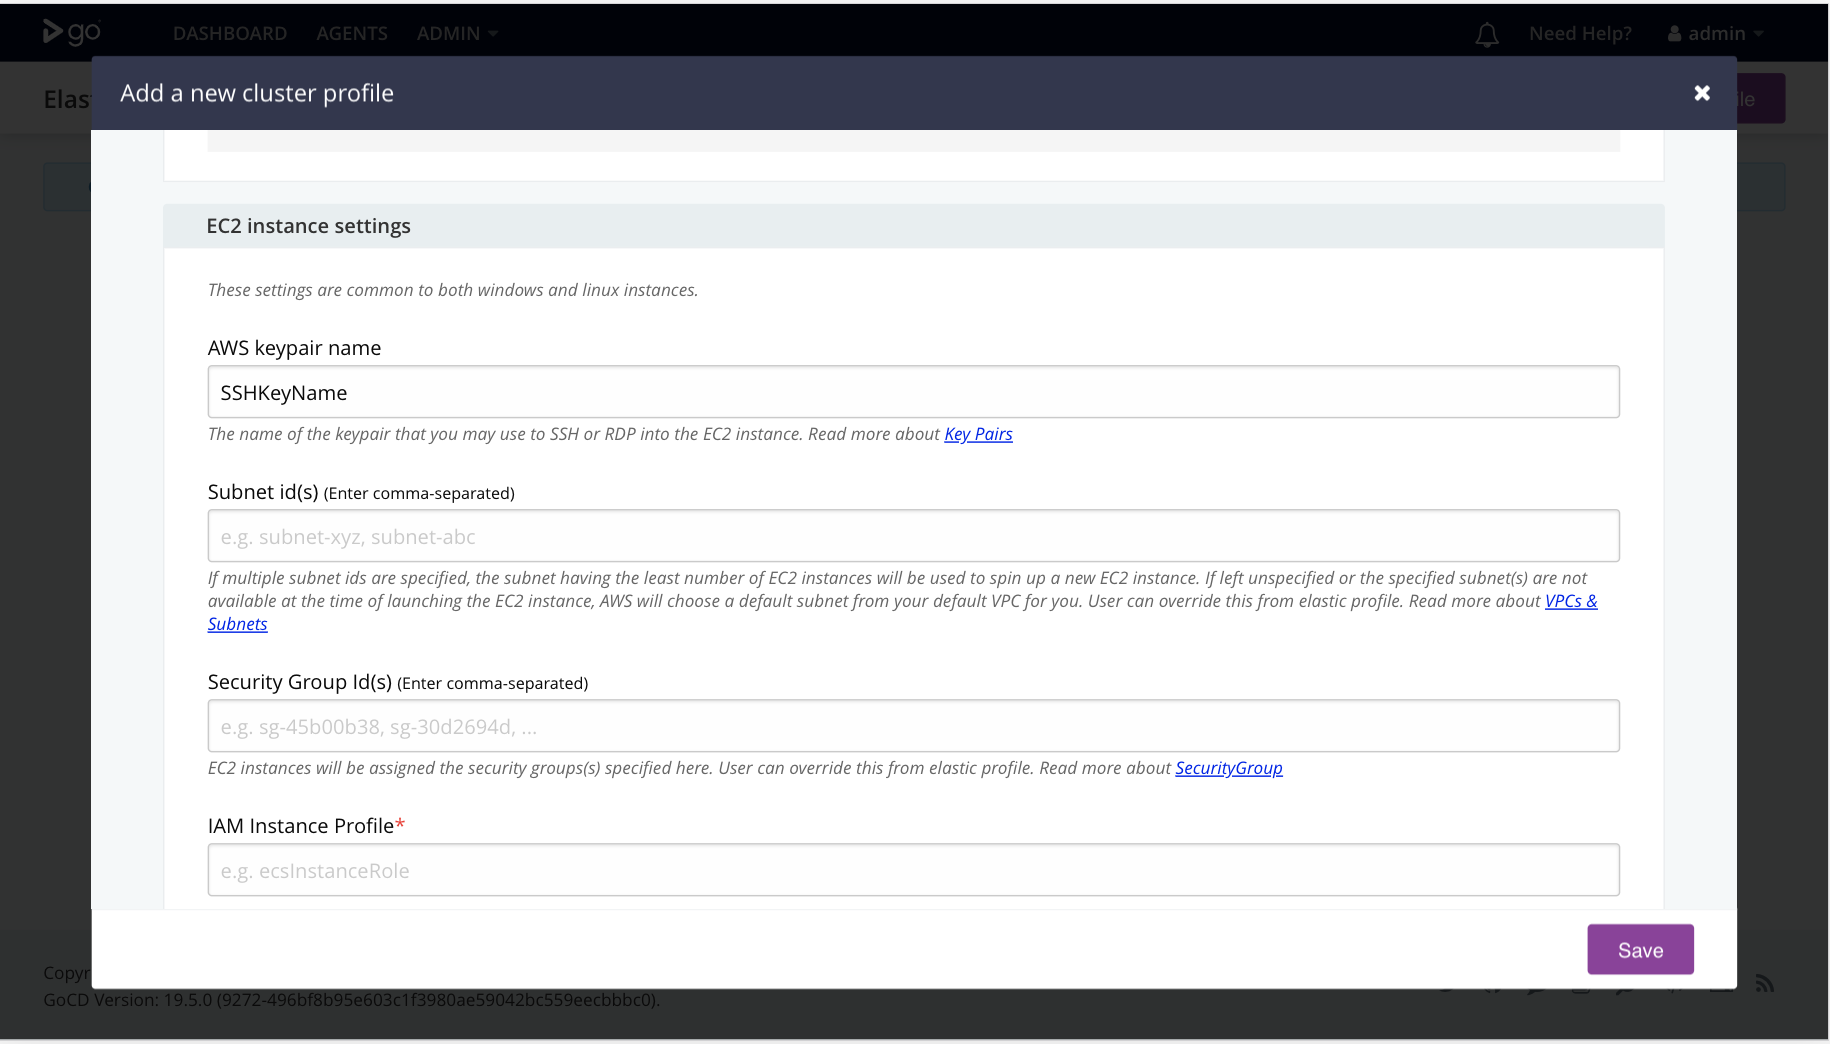 go DASHBOARD AGENTS ADMIN Need Help? admin
Add a new cluster profile
EC2 instance settings
These settings are common to both windows and linux instances.
AWS keypair name
SSHKeyName
The name of the keypair that you may use to SSH or RDP into the EC2 instance. Read more about Key Pairs
Subnet id(s) (Enter comma-separated)
e.g. subnet-xyz, subnet-abc
If multiple subnet ids are specified, the subnet having the least number of EC2 instances will be used to spin up a new EC2 instance. If left unspecified or the specified subnet(s) are not
available at the time of launching the EC2 instance, AWS will choose a default subnet from your default VPC for you. User can override this from elastic profile. Read more about VPCs &
Subnets
Security Group Id(s) (Enter comma-separated)
e.g. sg-45b00b38, sg-30d2694d, ...
EC2 instances will be assigned the security groups(s) specified here. User can override this from elastic profile. Read more about SecurityGroup
IAM Instance Profile*
e.g. ecsInstanceRole
Save
GoCD Version: 19.5.0 (9272-496bf8b95e603c1f3980ae59042bc559eecbbbc0).